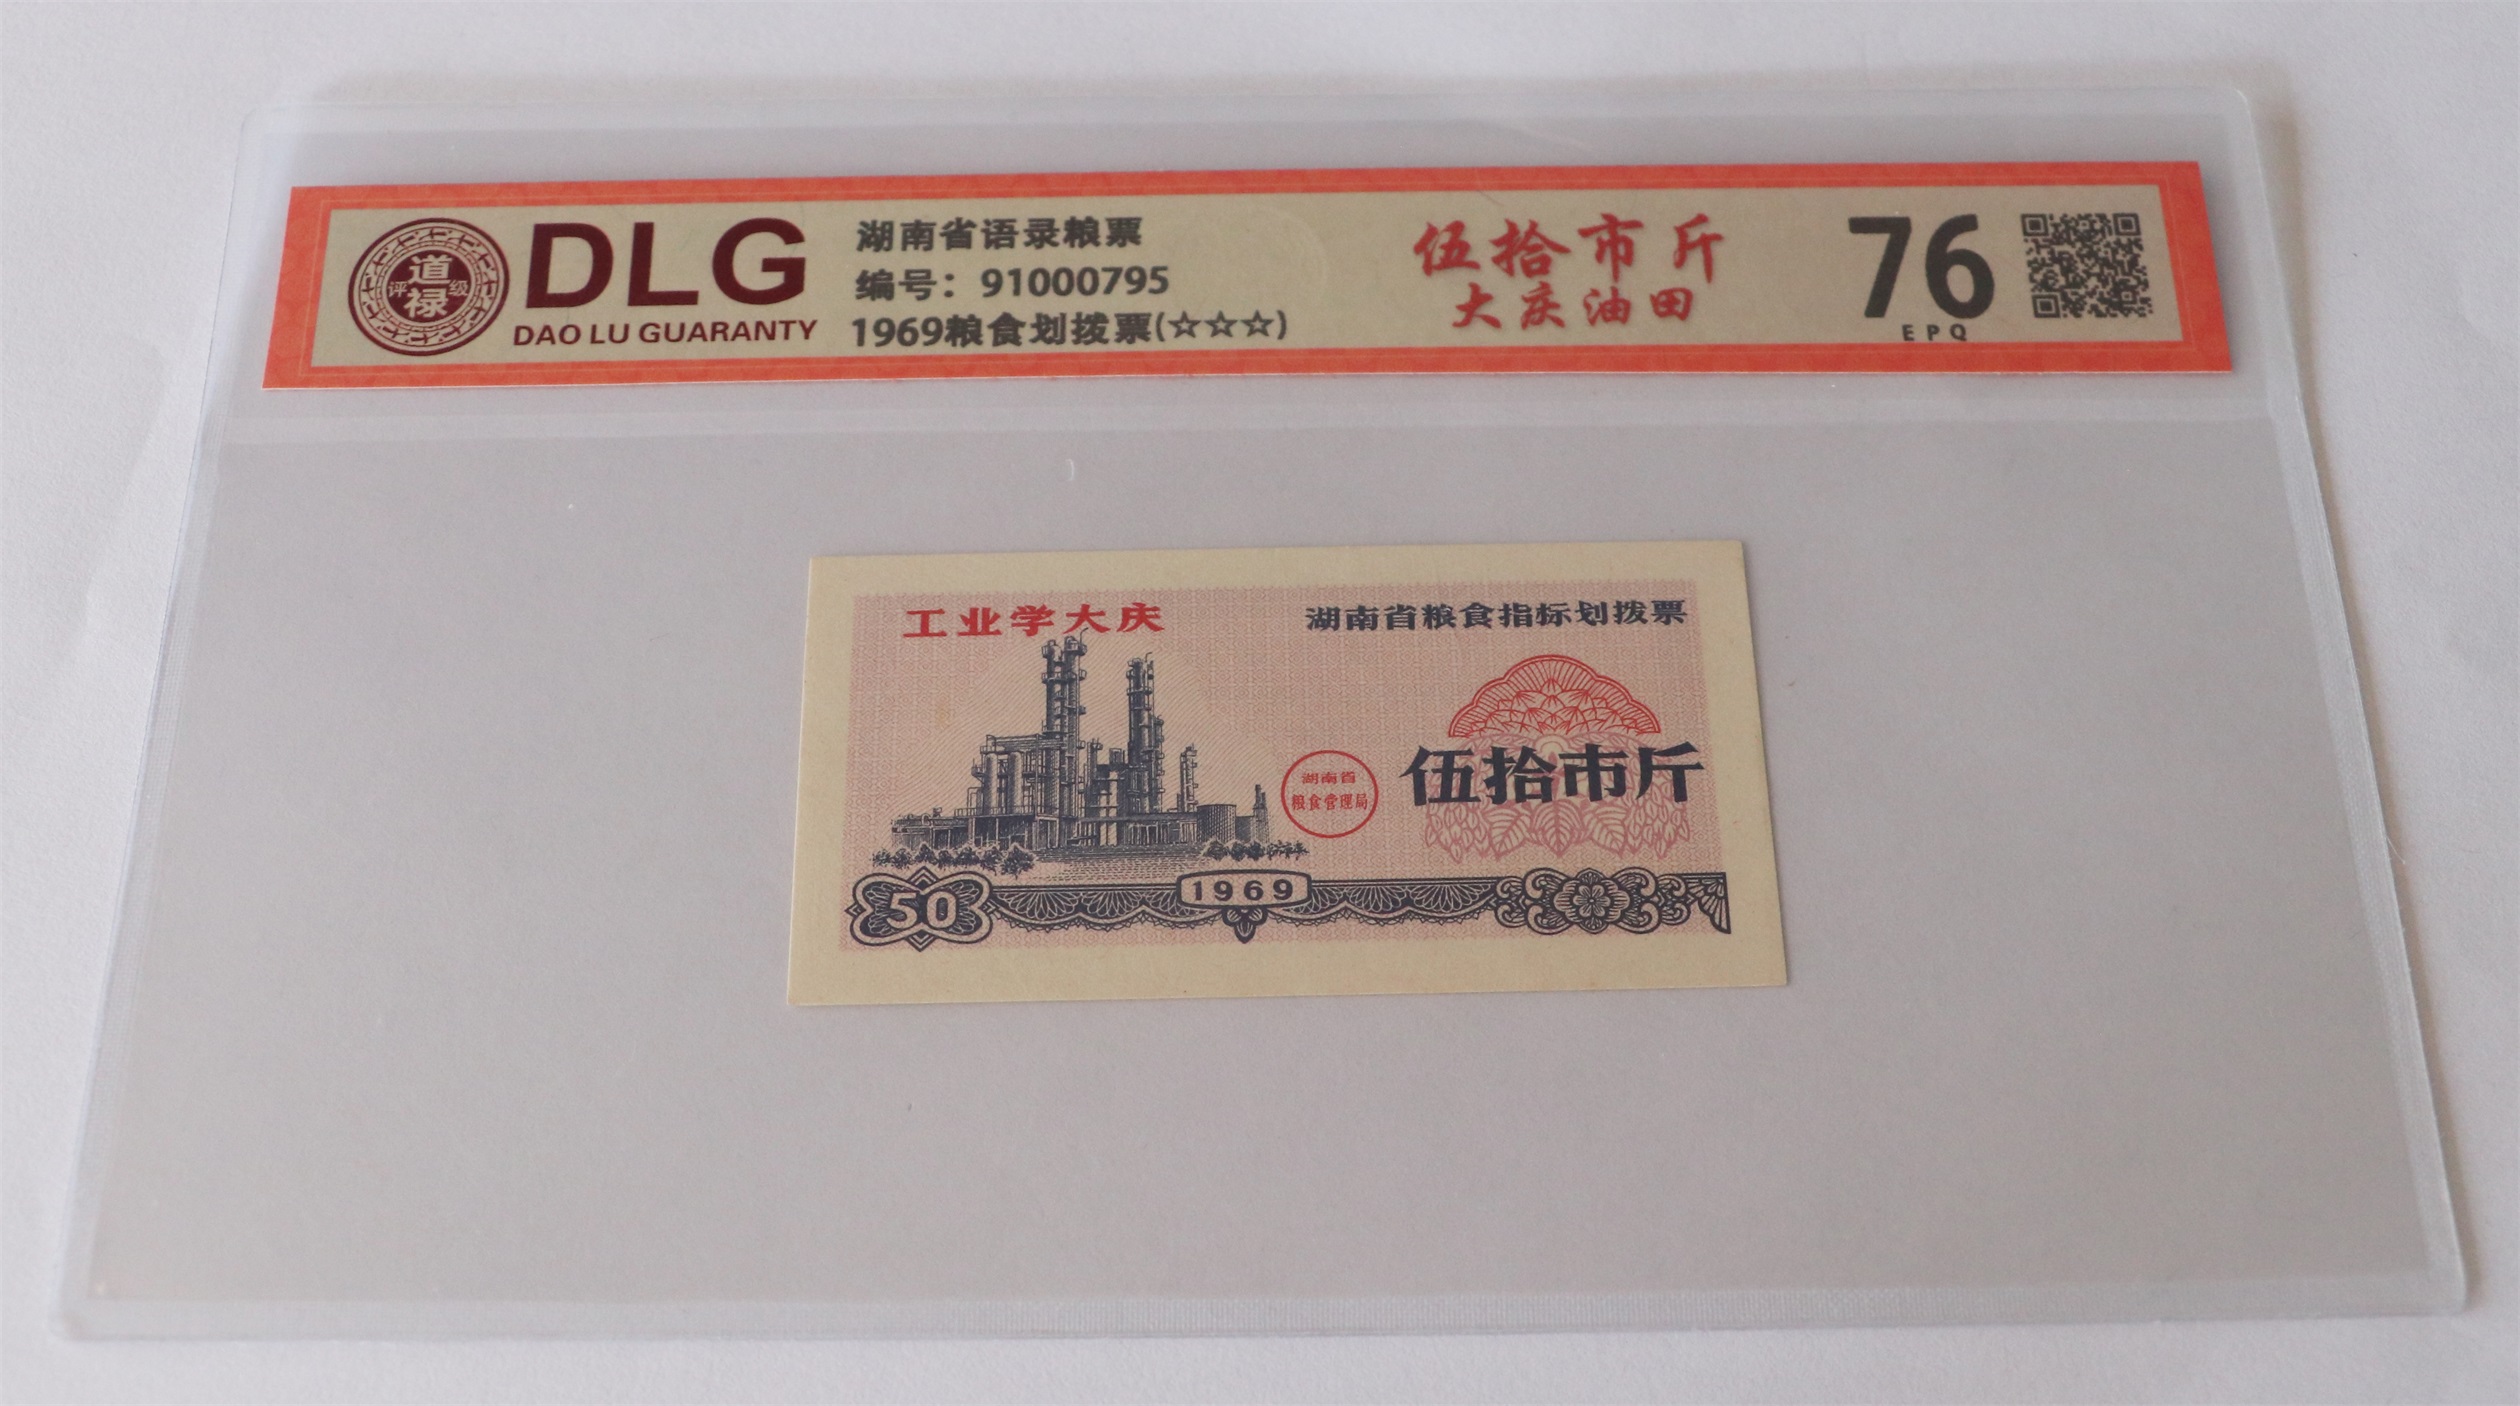 道禄
评级
DLG
DAO LU GUARANTY
湖南省语录粮票
编号：91000795
1969粮食划拨票(☆☆☆)
伍拾市斤
大庆油田
76
EPQ
工业学大庆
湖南省粮食指标划拨票
湖南省
粮食管理局
伍拾市斤
50
1969